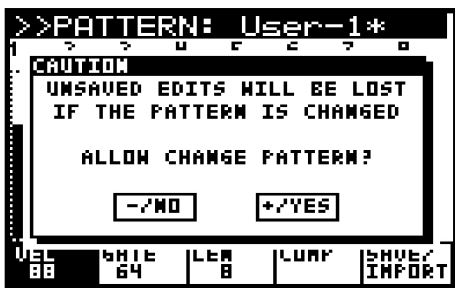 >>PATTERN: User-1*
CAUTION
UNSAVED EDITS WILL BE LOST
IF THE PATTERN IS CHANGED
ALLOW CHANGE PATTERN?
-/NO +/YES
VEL GATE LEN COMP SAVE/
88 64 8 IMPORT